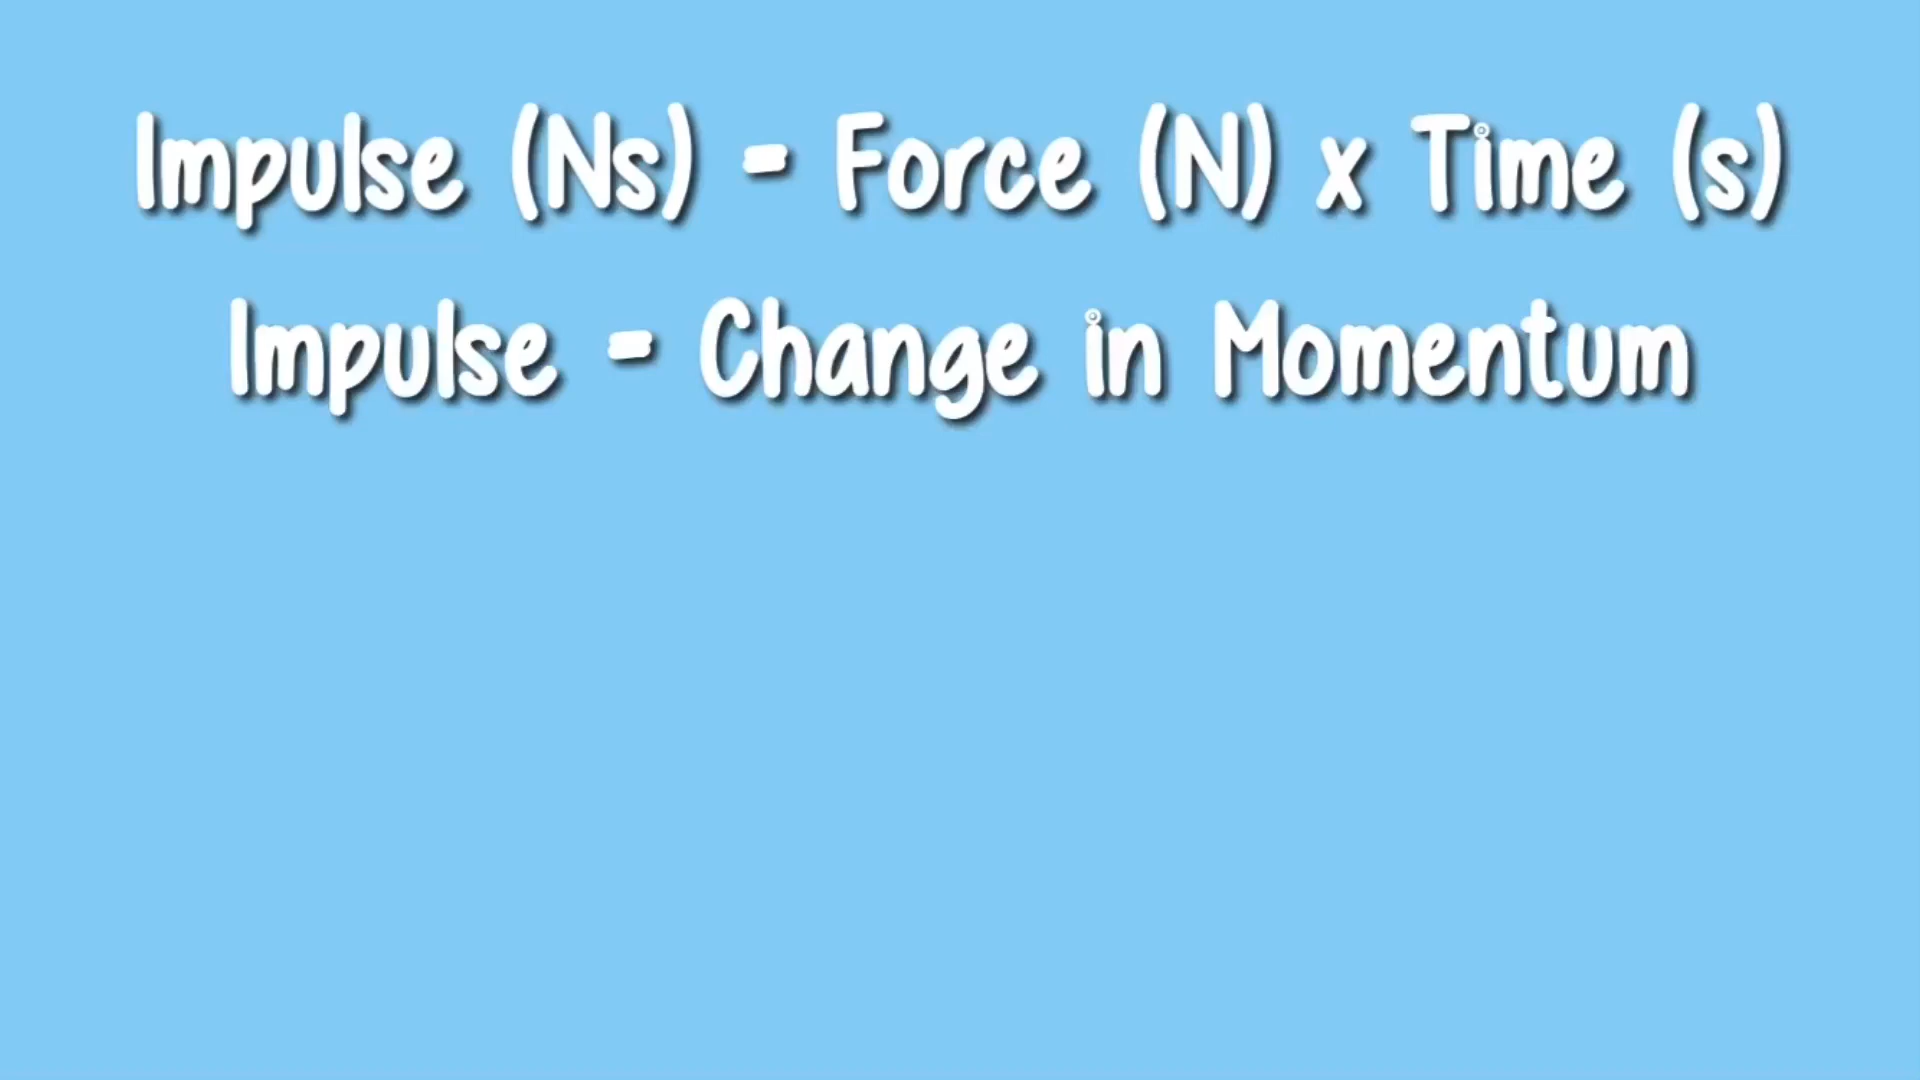 Impulse (Ns) = Force (N) x Time (s)
Impulse = Change in Momentum